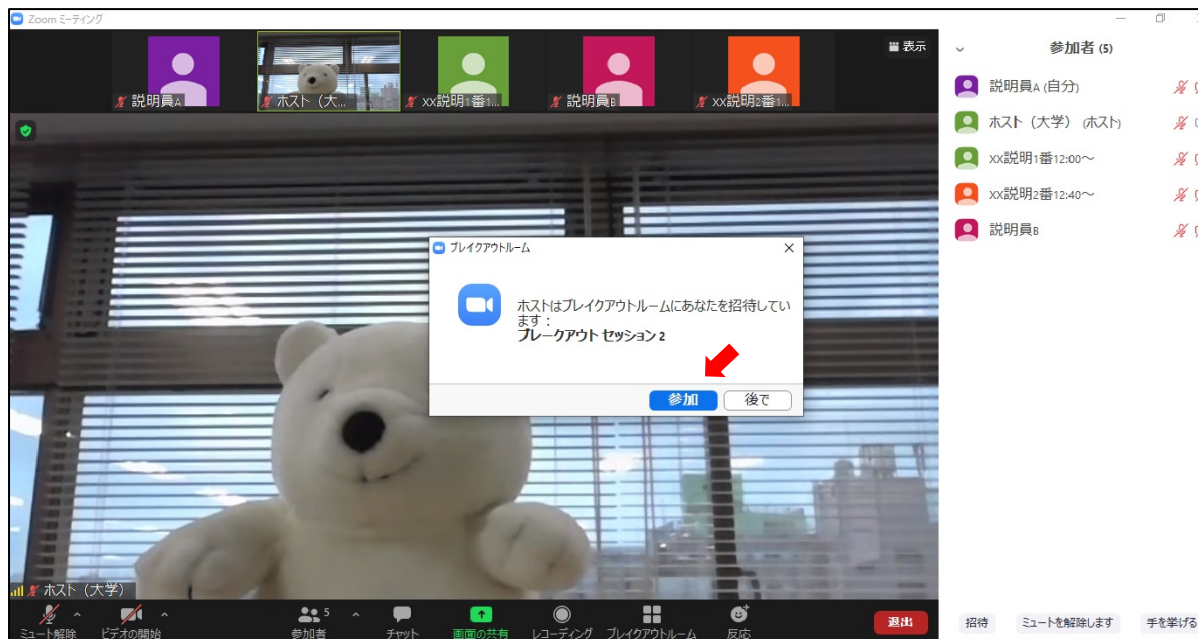 Zoom ミーティング
説明員A
ホスト（大...
XX説明1番1...
説明員B
XX説明2番1...
表示
参加者 (5)
説明員A (自分)
ホスト（大学） (ホスト)
XX説明1番12:00～
XX説明2番12:40～
説明員B
ブレイクアウトルーム
ホストはブレイクアウトルームにあなたを招待してい
ます：
ブレークアウト セッション 2
参加
後で
ホスト（大学）
ミュート解除
ビデオの開始
5
参加者
チャット
画面の共有
レコーディング
ブレイクアウトルーム
反応
退出
招待
ミュートを解除します
手を挙げる